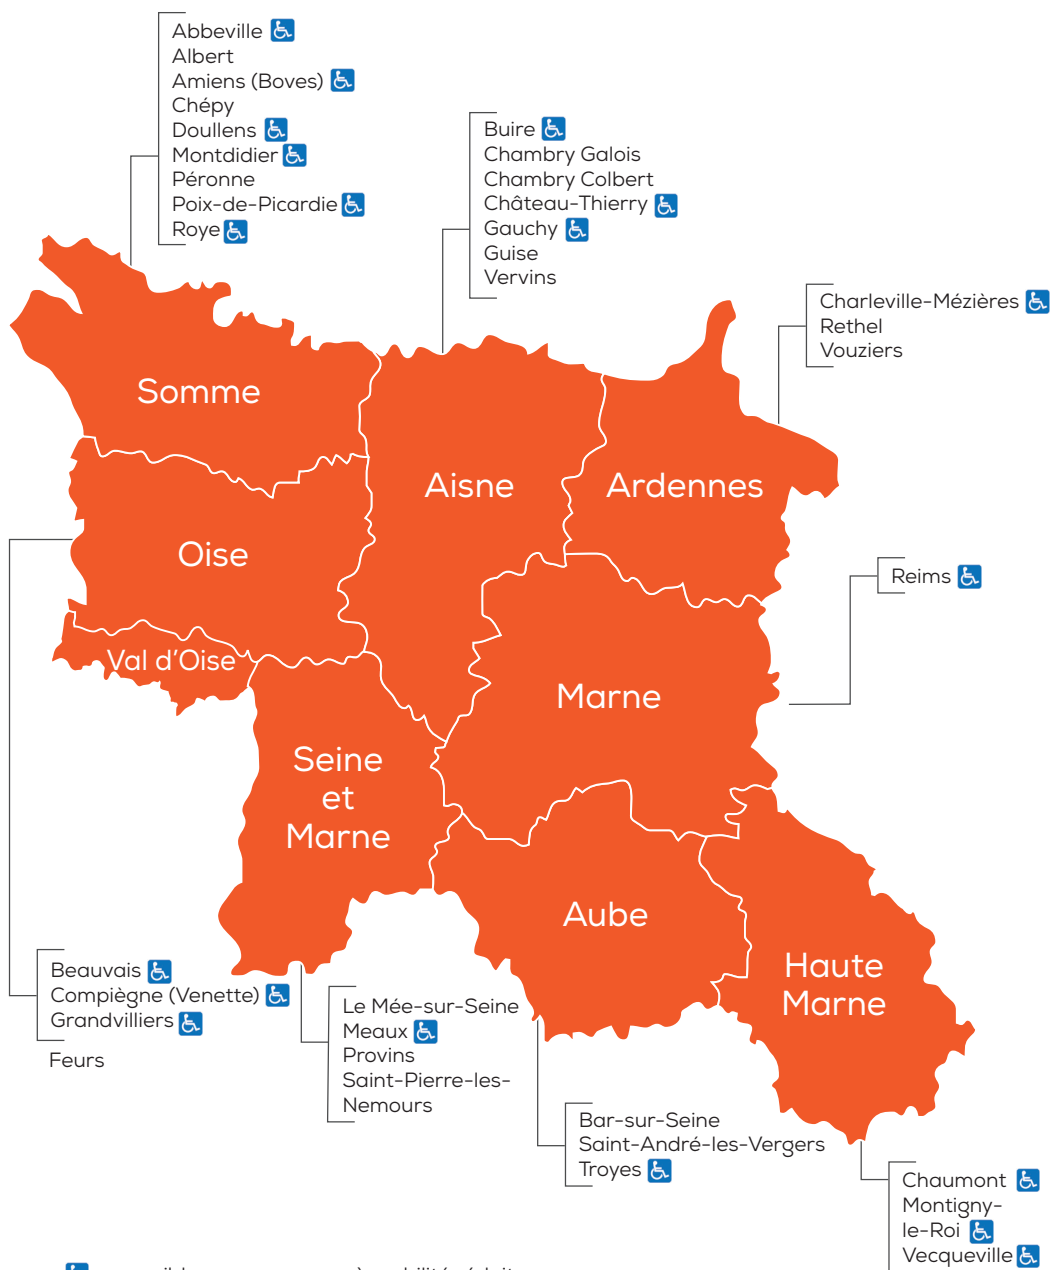 Abbeville
Albert
Amiens (Boves)
Chépy
Doullens
Montdidier
Péronne
Poix-de-Picardie
Roye
Buire
Chambry Galois
Chambry Colbert
Château-Thierry
Gauchy
Guise
Vervins
Charleville-Mézières
Rethel
Vouziers
Somme
Aisne
Ardennes
Oise
Reims
Val d'Oise
Marne
Seine
et
Marne
Aube
Haute
Marne
Beauvais
Compiègne (Venette)
Grandvilliers
Feurs
Le Mée-sur-Seine
Meaux
Provins
Saint-Pierre-les-
Nemours
Bar-sur-Seine
Saint-André-les-Vergers
Troyes
Chaumont
Montigny-
le-Roi
Vecqueville
à mobilité réduite